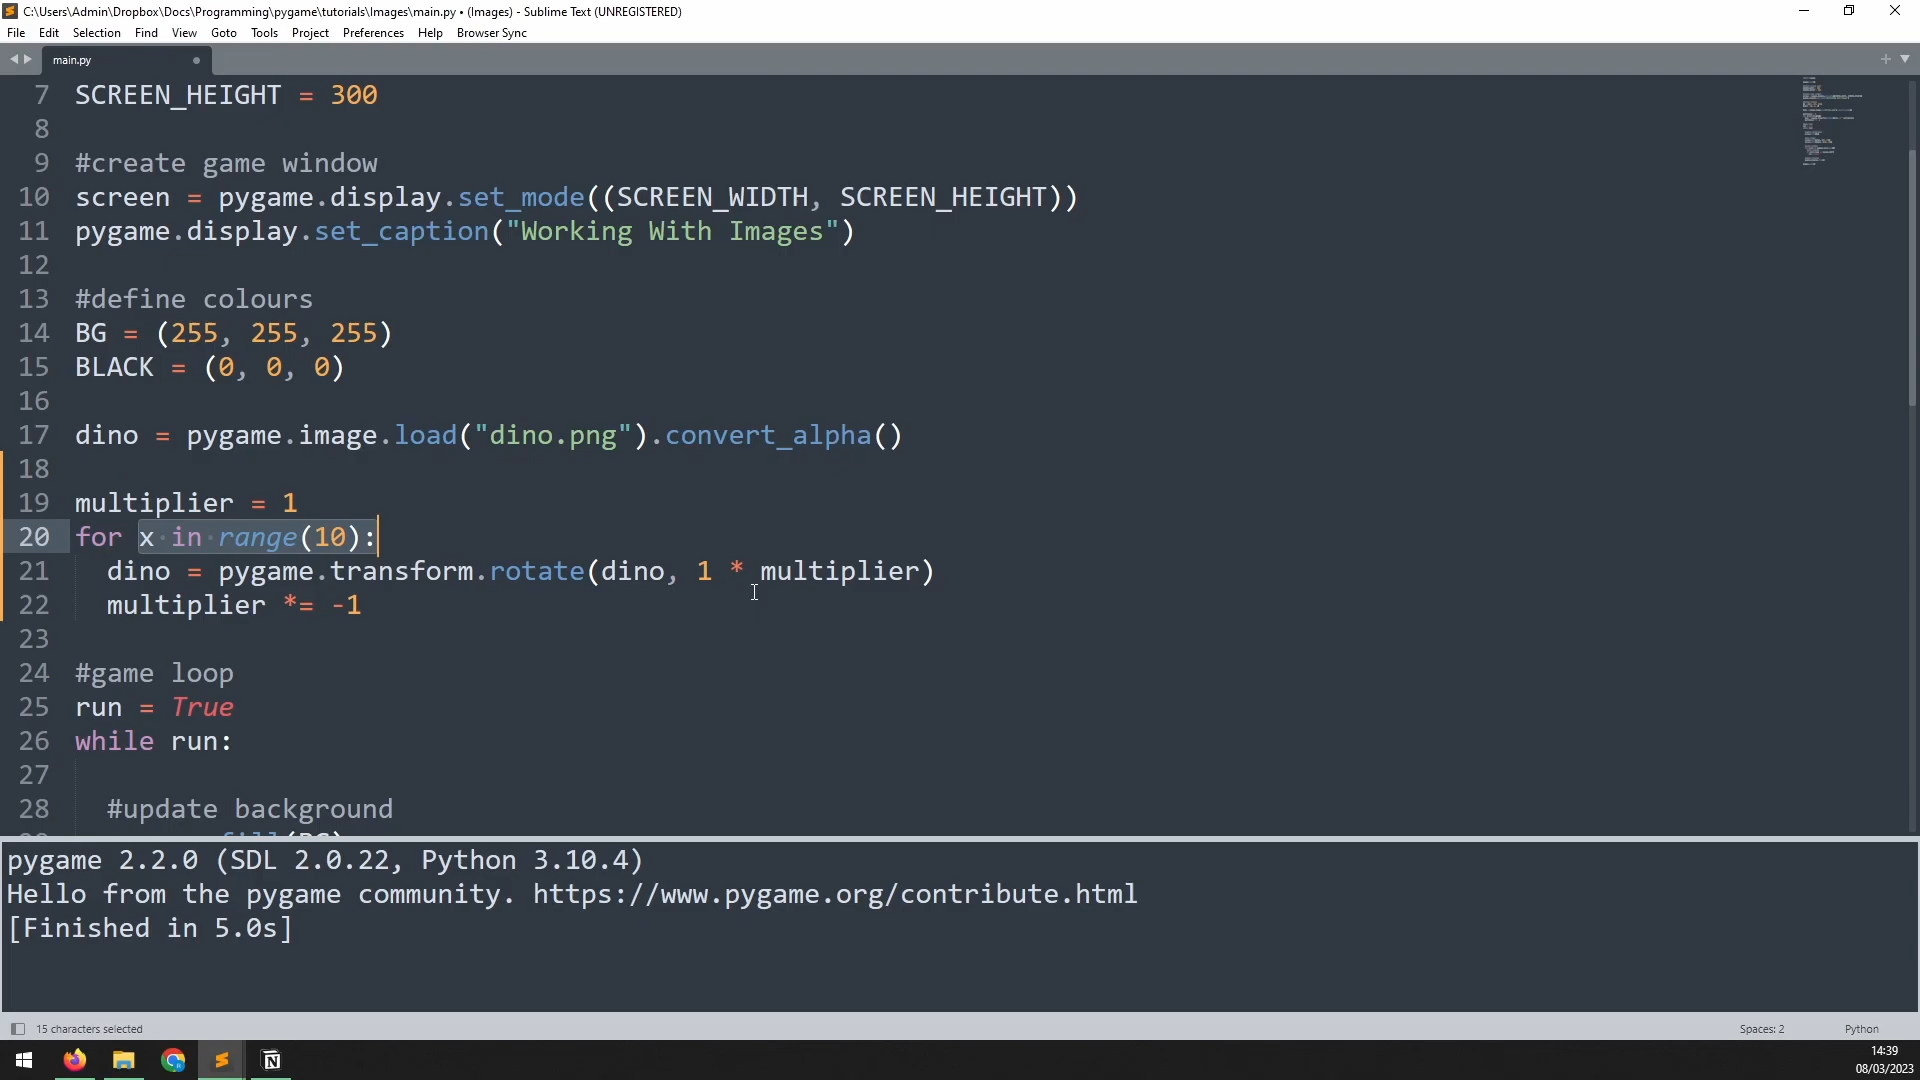 C:\Users\Admin\Dropbox\Docs\Programming\pygame\tutorials\Images\main.py • (Images) - Sublime Text (UNREGISTERED)
File Edit Selection Find View Goto Tools Project Preferences Help Browser Sync
main.py
7 SCREEN_HEIGHT = 300
8
9 #create game window
10 screen = pygame.display.set_mode((SCREEN_WIDTH, SCREEN_HEIGHT))
11 pygame.display.set_caption("Working With Images")
12
13 #define colours
14 BG = (255, 255, 255)
15 BLACK = (0, 0, 0)
16
17 dino = pygame.image.load("dino.png").convert_alpha()
18
19 multiplier = 1
20 for x in range(10):
21 dino = pygame.transform.rotate(dino, 1 * multiplier)
22 multiplier *= -1
23
24 #game loop
25 run = True
26 while run:
27
28 #update background
pygame 2.2.0 (SDL 2.0.22, Python 3.10.4)
Hello from the pygame community. https://www.pygame.org/contribute.html
[Finished in 5.0s]
15 characters selected
Spaces: 2
Python
14:39
08/03/2023